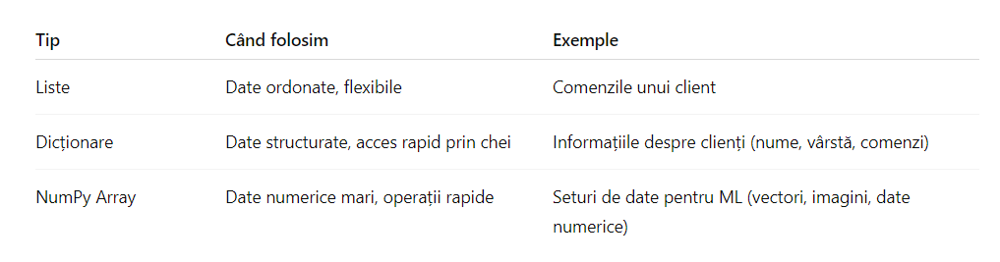 Tip Când folosim Exemple
Liste Date ordonate, flexibile Comenzile unui client
Dicționare Date structurate, acces rapid prin chei Informațiile despre clienți (nume, vârstă, comenzi)
NumPy Array Date numerice mari, operații rapide Seturi de date pentru ML (vectori, imagini, date
numerice)